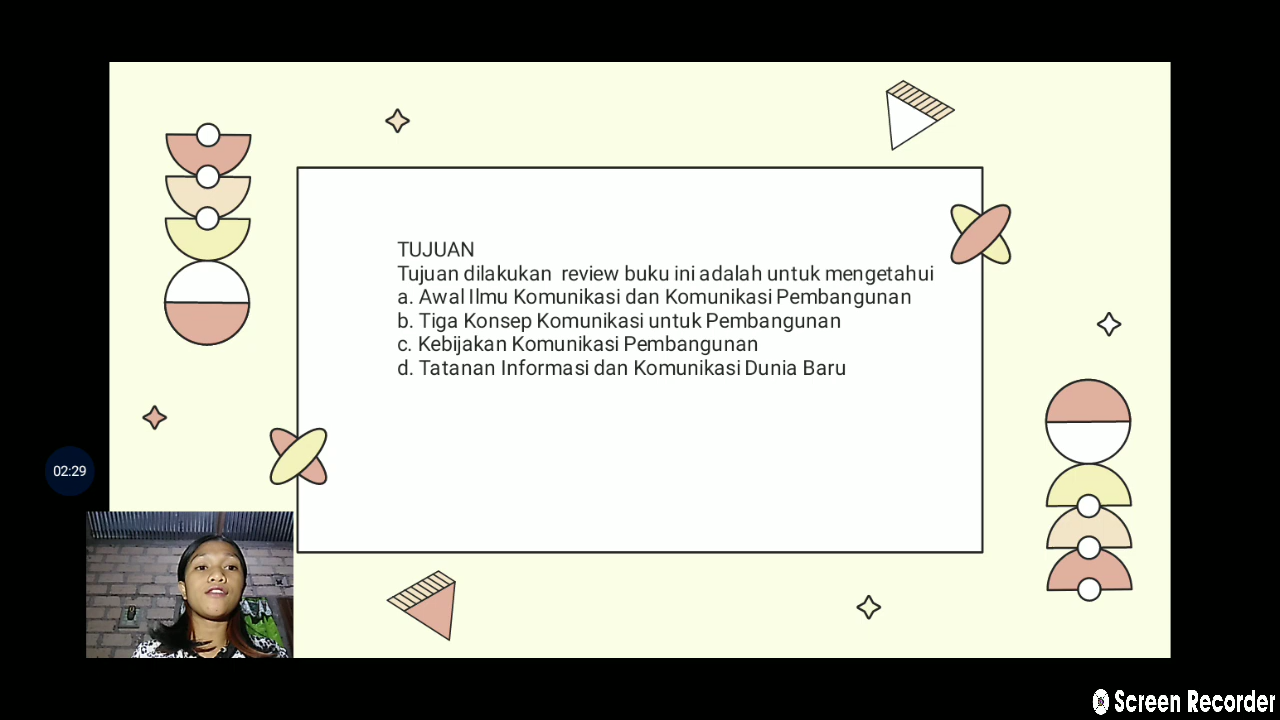 TUJUAN
Tujuan dilakukan  review buku ini adalah untuk mengetahui
a. Awal Ilmu Komunikasi dan Komunikasi Pembangunan
b. Tiga Konsep Komunikasi untuk Pembangunan
c. Kebijakan Komunikasi Pembangunan
d. Tatanan Informasi dan Komunikasi Dunia Baru
02:29
Screen Recorder